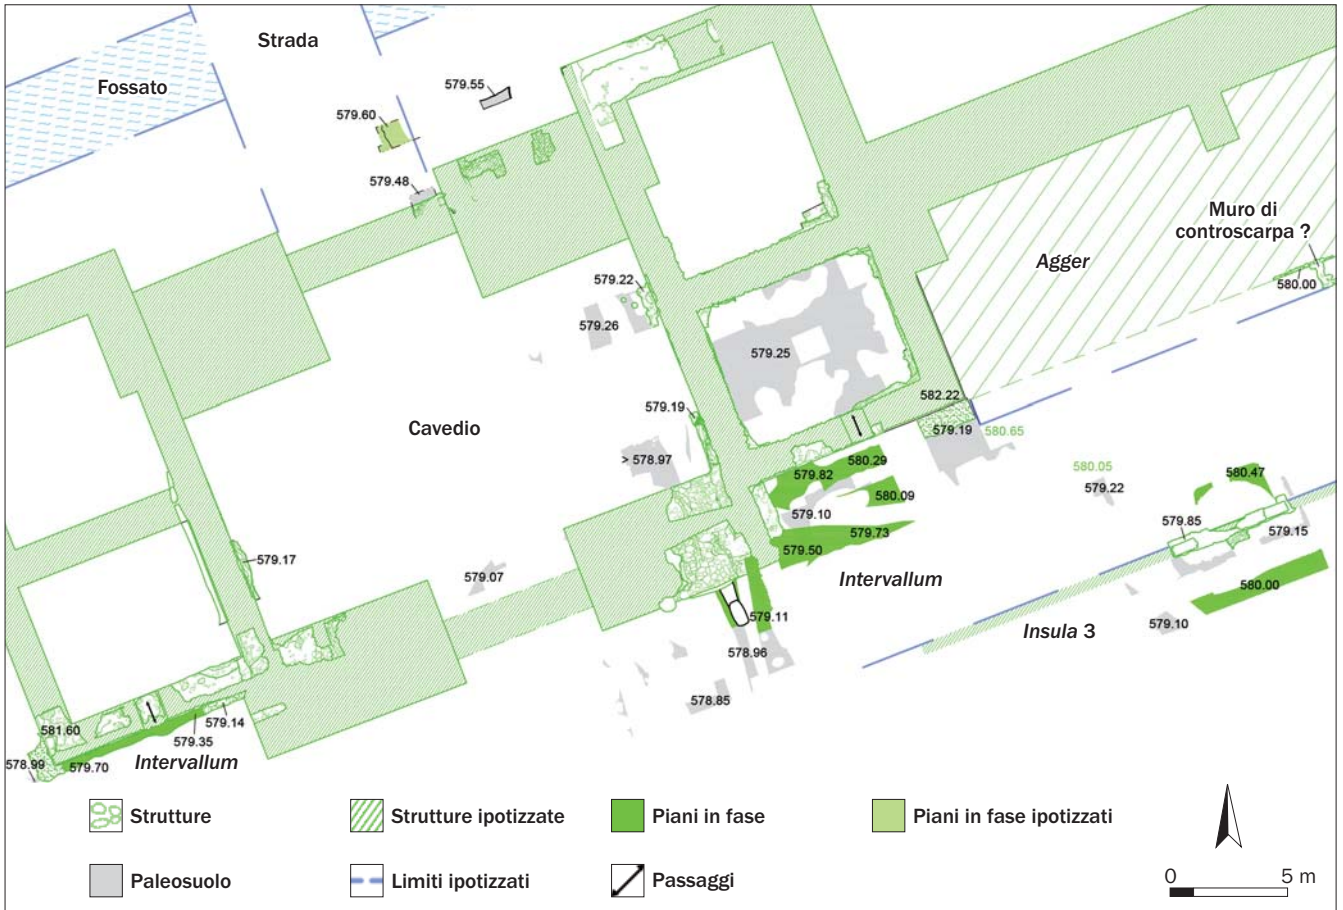 Strada
Fossato
579.55
579.60
579.48
Muro di
controscarpa ?
Agger
580.00
579.22
579.26
579.25
582.22
579.19
579.19
580.65
Cavedio
> 578.97
579.82
580.29
580.09
579.10
579.73
579.50
580.05
579.22
580.47
579.85
579.15
580.00
579.10
Intervallum
Insula 3
579.17
579.07
579.11
578.96
578.85
581.60
579.14
579.35
578.99
579.70
Intervallum
Strutture
Strutture ipotizzate
Piani in fase
Piani in fase ipotizzati
Paleosuolo
Limiti ipotizzati
Passaggi
0 5 m